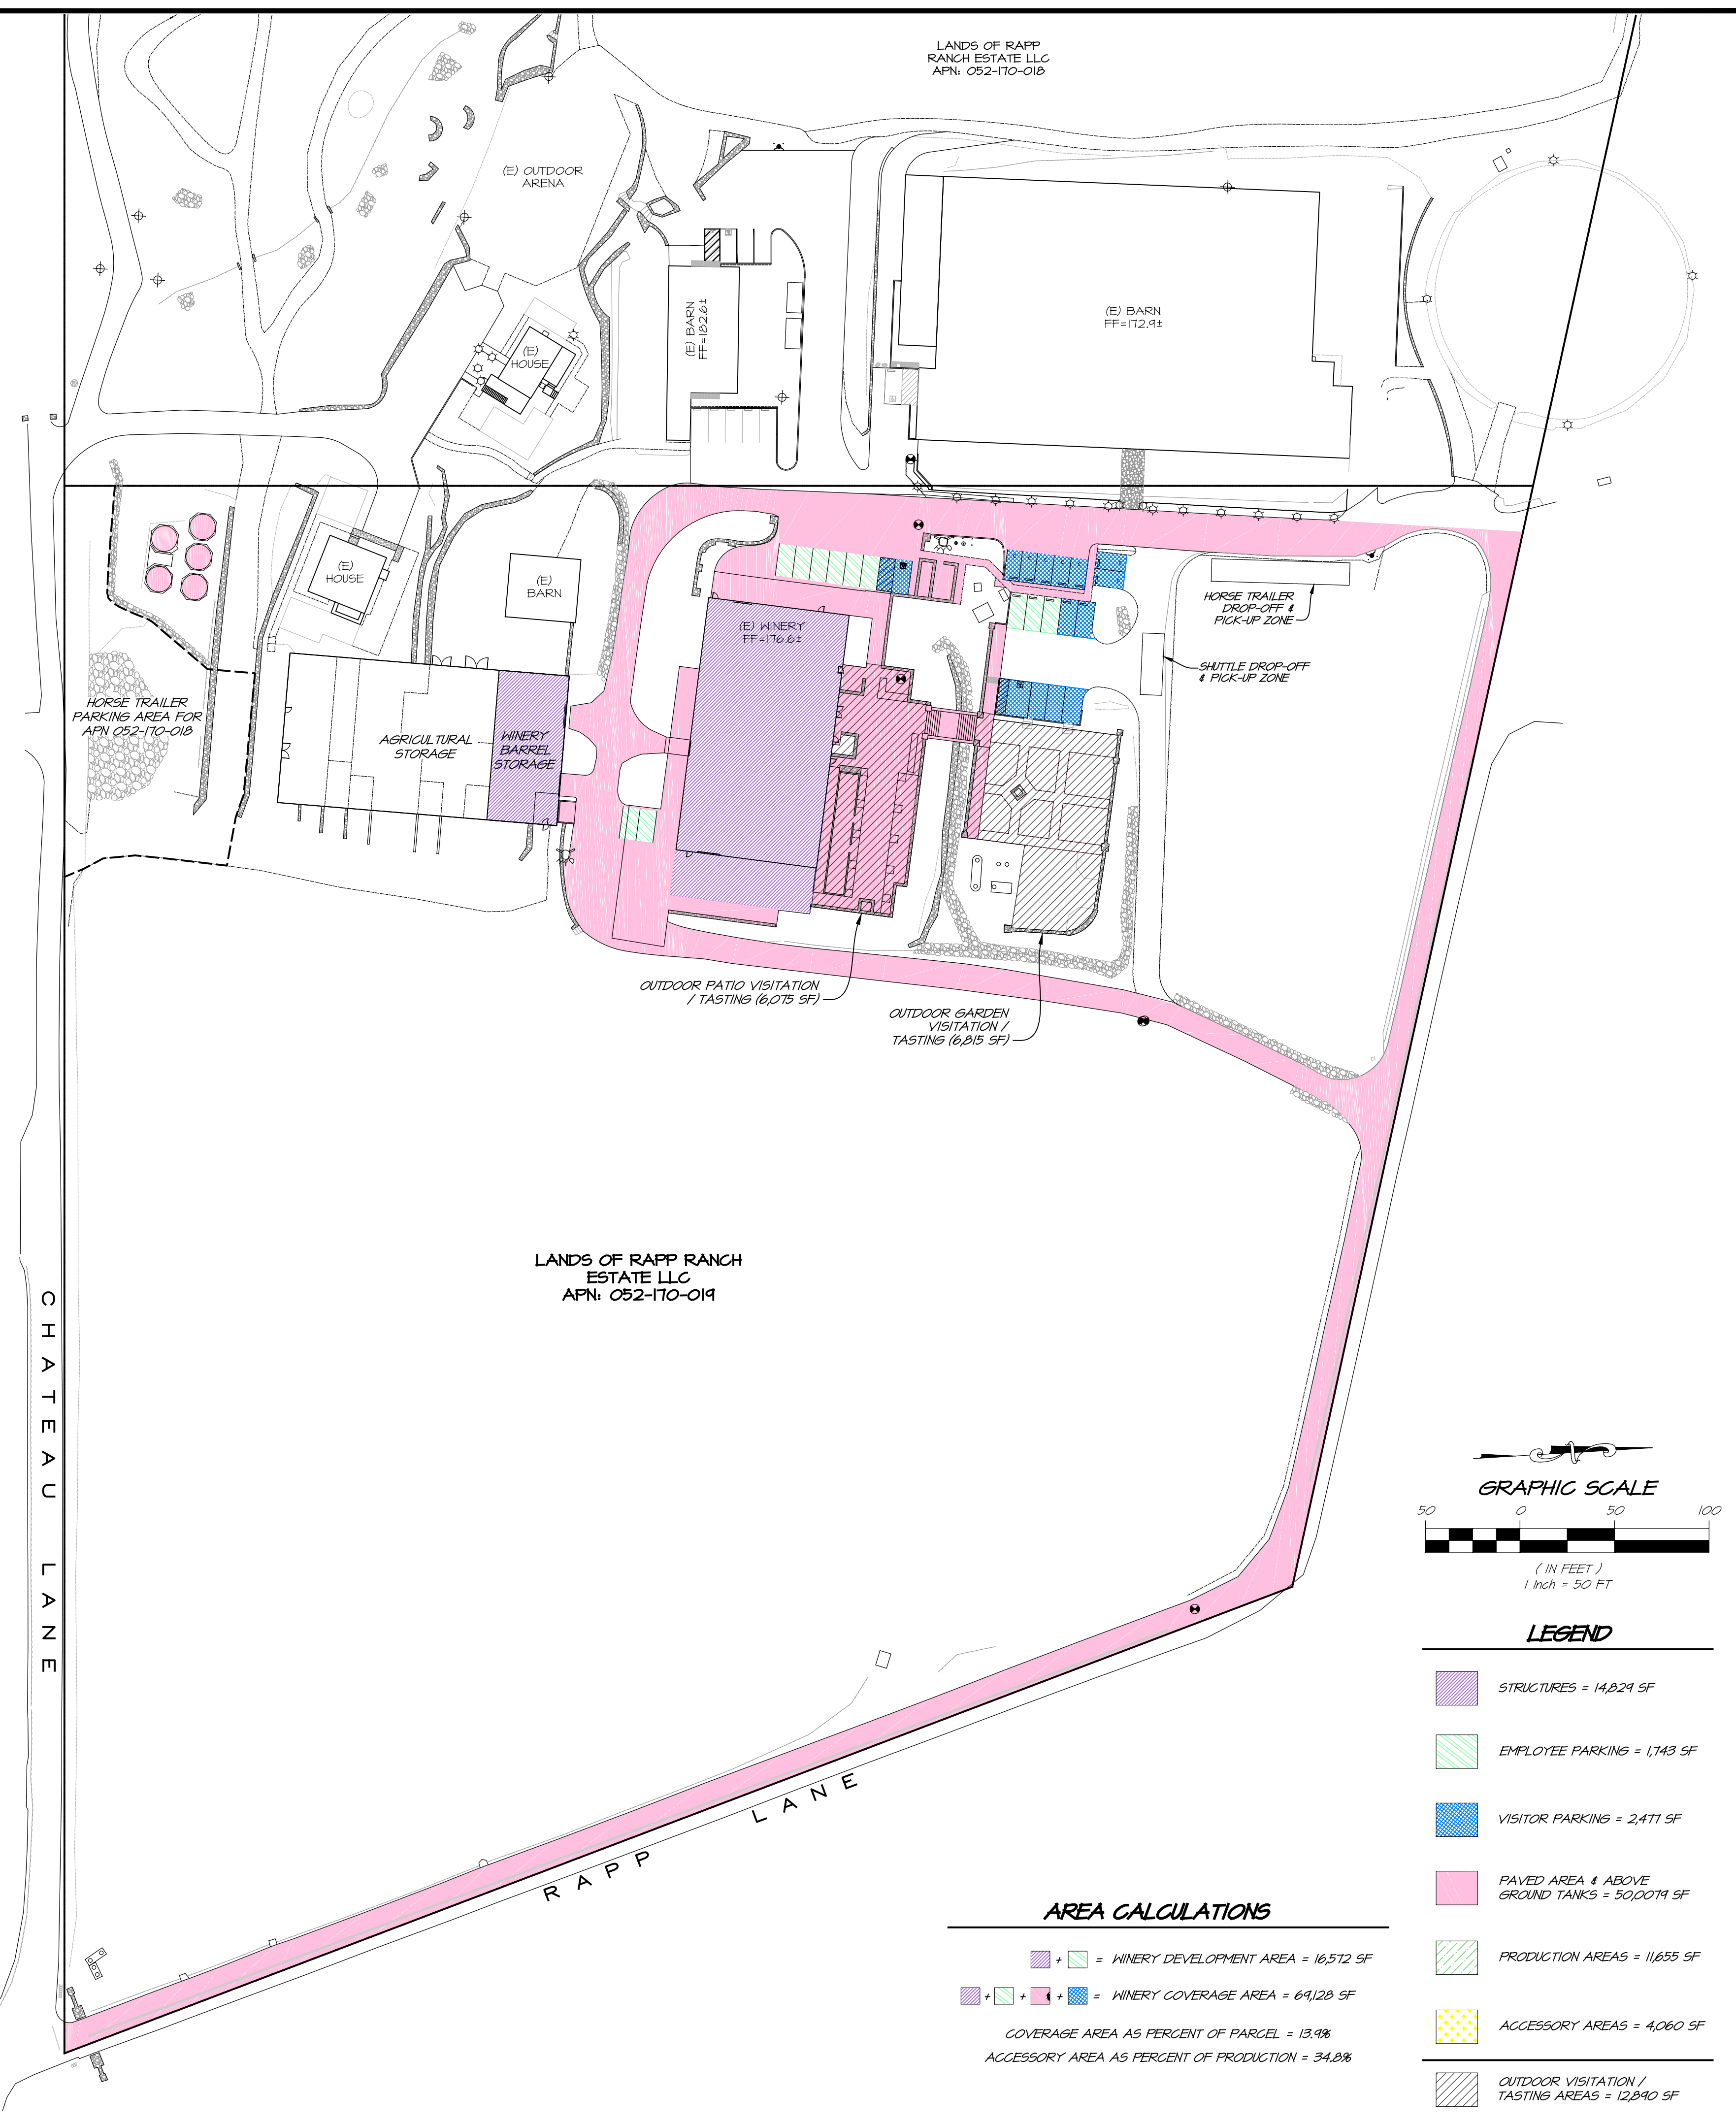 LANDS OF RAPP
RANCH ESTATE LLC
APN: 052-170-018
(E) OUTDOOR
ARENA
(E) BARN
FF=182.6±
(E) BARN
FF=172.9±
(E)
HOUSE
(E)
HOUSE
(E)
BARN
(E) WINERY
FF=176.6±
HORSE TRAILER
DROP-OFF &
PICK-UP ZONE
SHUTTLE DROP-OFF
& PICK-UP ZONE
HORSE TRAILER
PARKING AREA FOR
APN 052-170-018
AGRICULTURAL
STORAGE
WINERY
BARREL
STORAGE
OUTDOOR PATIO VISITATION
/ TASTING (6,075 SF)
OUTDOOR GARDEN
VISITATION /
TASTING (6,815 SF)
LANDS OF RAPP RANCH
ESTATE LLC
APN: 052-170-019
CHATEAU LANE
RAPP LANE
GRAPHIC SCALE
50 0 50 100
( IN FEET )
1 Inch = 50 FT
LEGEND
STRUCTURES = 14,829 SF
EMPLOYEE PARKING = 1,743 SF
VISITOR PARKING = 2,477 SF
PAVED AREA & ABOVE
GROUND TANKS = 50,0079 SF
PRODUCTION AREAS = 11,655 SF
ACCESSORY AREAS = 4,060 SF
OUTDOOR VISITATION /
TASTING AREAS = 12,890 SF
AREA CALCULATIONS
+ = WINERY DEVELOPMENT AREA = 16,572 SF
+ + + = WINERY COVERAGE AREA = 69,128 SF
COVERAGE AREA AS PERCENT OF PARCEL = 13.9%
ACCESSORY AREA AS PERCENT OF PRODUCTION = 34.8%